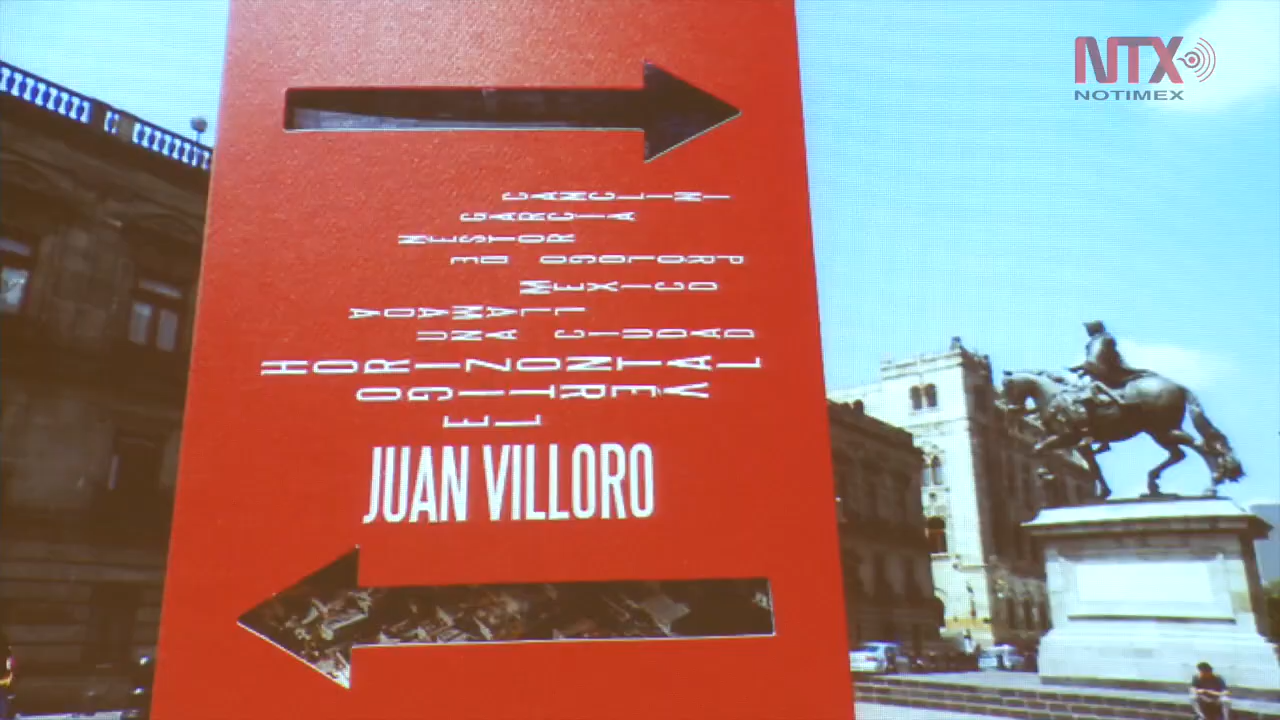 NTX
NOTIMEX
CANCLINI
GARCIA
NESTOR
PROLOGO DE
MEXICO
LLAMADA
UNA CIUDAD
HORIZONTAL
VERTIGO
EL
JUAN VILLORO